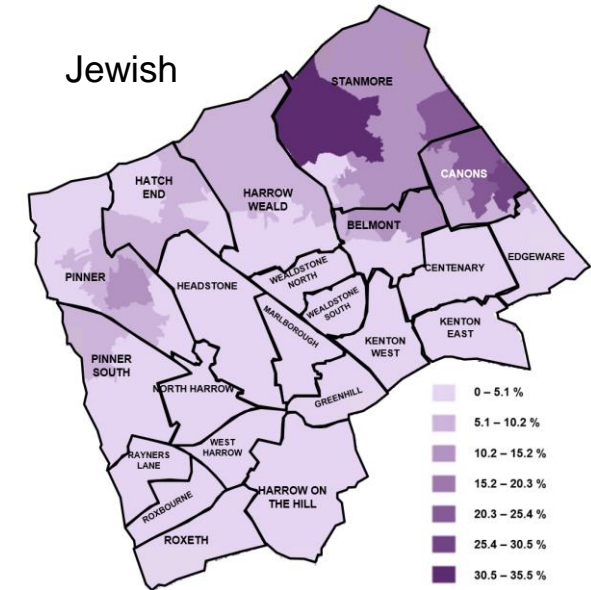 Jewish
STANMORE
HATCH
END
HARROW
WEALD
CANONS
BELMONT
EDGEWARE
PINNER
HEADSTONE
WEALDSTONE
NORTH
CENTENARY
WEALDSTONE
SOUTH
MARLBOROUGH
KENTON
WEST
KENTON
EAST
PINNER
SOUTH
NORTH HARROW
GREENHILL
RAYNERS
LANE
WEST
HARROW
ROXBOURNE
HARROW ON
THE HILL
ROXETH
0 – 5.1 %
5.1 – 10.2 %
10.2 – 15.2 %
15.2 – 20.3 %
20.3 – 25.4 %
25.4 – 30.5 %
30.5 – 35.5 %